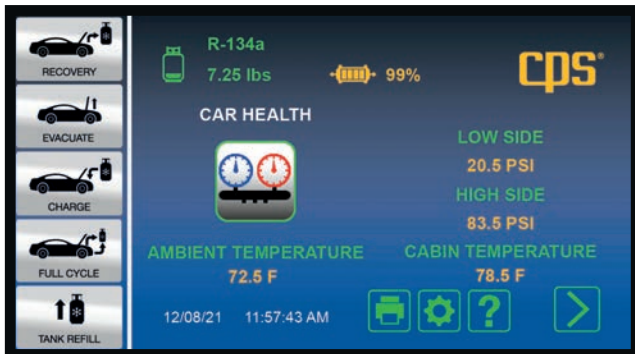 RECOVERY
EVACUATE
CHARGE
FULL CYCLE
TANK REFILL
R-134a
7.25 lbs
99%
cps®
CAR HEALTH
LOW SIDE
20.5 PSI
HIGH SIDE
83.5 PSI
AMBIENT TEMPERATURE
72.5 F
CABIN TEMPERATURE
78.5 F
12/08/21 11:57:43 AM
?